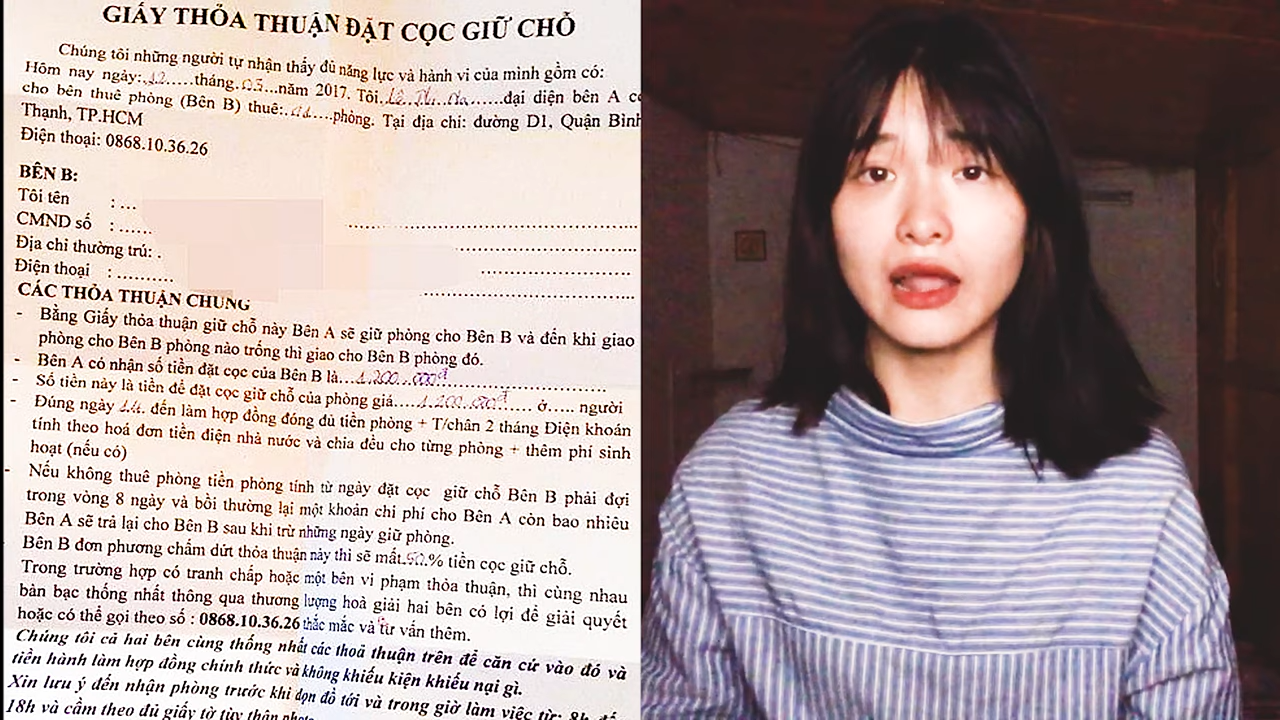 GIẤY THỎA THUẬN ĐẶT CỌC GIỮ CHỖ
Chúng tôi những người tự nhận thấy đủ năng lực và hành vi của mình gồm có:
Hôm nay ngày:.12.....tháng.03...năm 2017. Tôi..........đại diện bên A có
cho bên thuê phòng (Bên B) thuê:.......phòng. Tại địa chỉ: đường D1, Quận Bình
Thạnh, TP.HCM
Điện thoại: 0868.10.36.26
BÊN B:
Tôi tên : ...
CMND số : ......
Địa chỉ thường trú: .
Điện thoại : .........
CÁC THỎA THUẬN CHUNG
- Bằng Giấy thỏa thuận giữ chỗ này Bên A sẽ giữ phòng cho Bên B và đến khi giao
phòng cho Bên B phòng nào trống thì giao cho Bên B phòng đó.
- Bên A có nhận số tiền đặt cọc của Bên B là...1.200.000đ..............................
- Số tiền này là tiền để đặt cọc giữ chỗ của phòng giá....1.200.000đ...... ở..... người
- Đúng ngày đến làm hợp đồng đóng đủ tiền phòng + T/chân 2 tháng Điện khoán
tính theo hoá đơn tiền điện nhà nước và chia đều cho từng phòng + thêm phí sinh
hoạt (nếu có)
- Nếu không thuê phòng tiền phòng tính từ ngày đặt cọc giữ chỗ Bên B phải đợi
trong vòng 8 ngày và bồi thường lại một khoản chi phí cho Bên A còn bao nhiêu
Bên A sẽ trả lại cho Bên B sau khi trừ những ngày giữ phòng.
Bên B đơn phương chấm dứt thỏa thuận này thì sẽ mất.50.% tiền cọc giữ chỗ.
Trong trường hợp có tranh chấp hoặc một bên vi phạm thỏa thuận, thì cùng nhau
bàn bạc thống nhất thông qua thương lượng hoà giải hai bên có lợi để giải quyết
hoặc có thể gọi theo số : 0868.10.36.26 thắc mắc và tư vấn thêm.
Chúng tôi cả hai bên cùng thống nhất các thoả thuận trên để căn cứ vào đó và
tiến hành làm hợp đồng chính thức và không khiếu kiện khiếu nại gì.
Xin lưu ý đến nhận phòng trước khi dọn đồ tới và trong giờ làm việc từ: 8h đế
18h và cầm theo đủ giấy tờ tùy thân